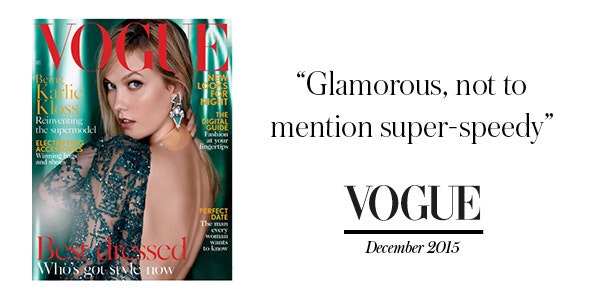 VOGUE
Being
Karlie
Kloss
Reinventing
the supermodel
ELECTRIFYING
ACCESSORIES
Winning bags
and shoes
NEW
LOOKS
FOR
NIGHT
THE
DIGITAL
GUIDE
Fashion
at your
fingertips
PERFECT
DATE
The man
every
woman
wants
to know
Best dressed
Who's got style now
“Glamorous, not to
mention super-speedy”
VOGUE
December 2015